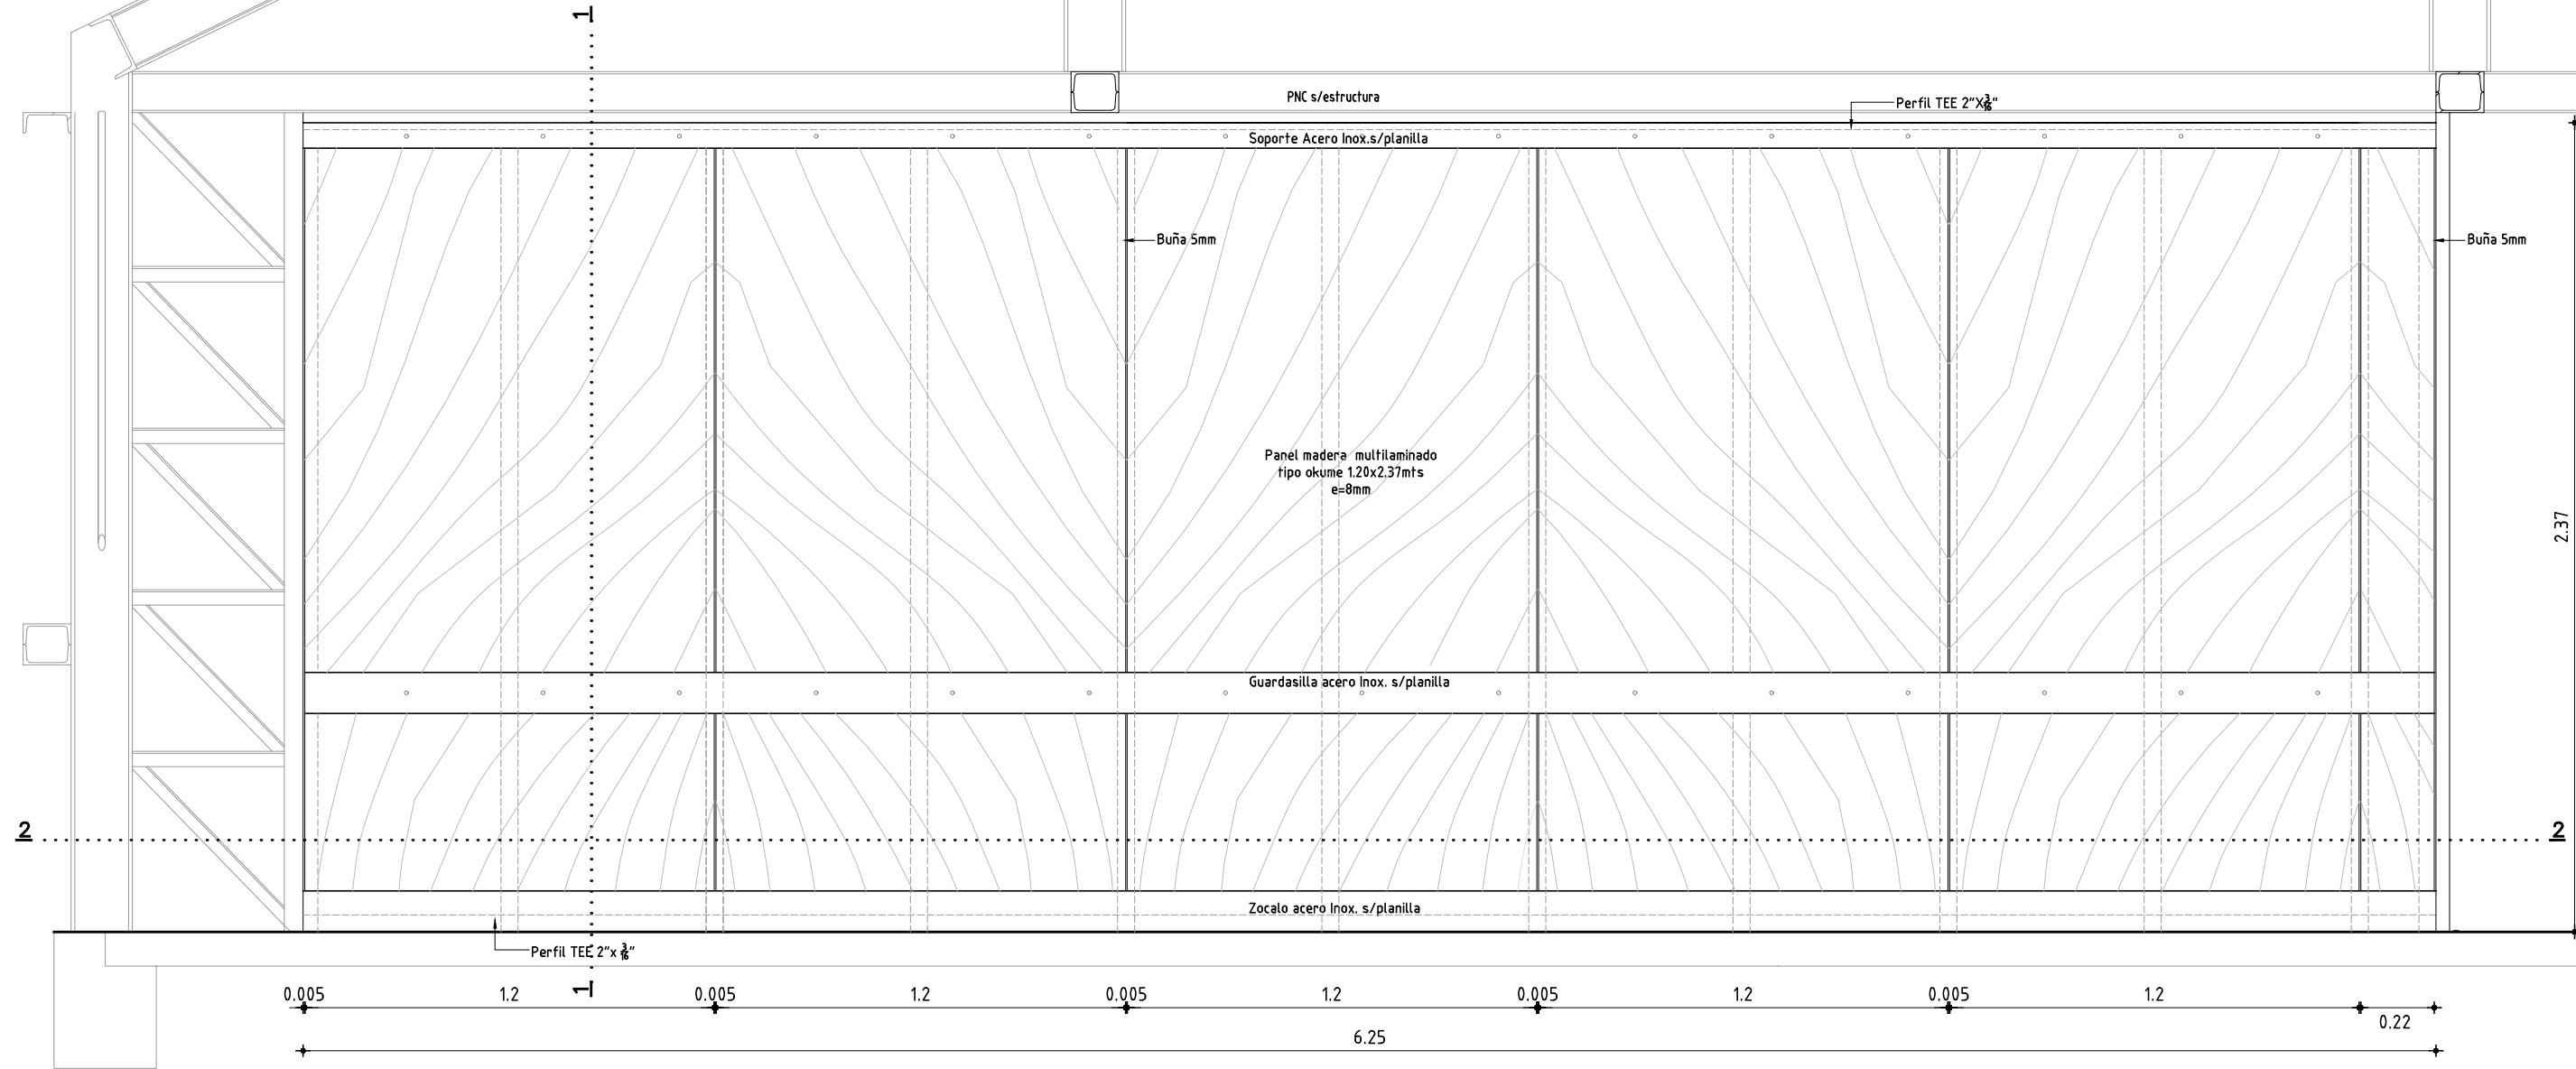 1
PNC s/estructura
Perfil TEE 2"X3/16"
Soporte Acero Inox.s/planilla
Buña 5mm
Buña 5mm
Panel madera multilaminado
tipo okume 1.20x2.37mts
e=8mm
2.37
Guardasilla acero Inox. s/planilla
2
2
Zocalo acero Inox. s/planilla
Perfil TEE 2"x 3/16"
1
0.005
1.2
0.005
1.2
0.005
1.2
0.005
1.2
0.005
1.2
0.22
6.25